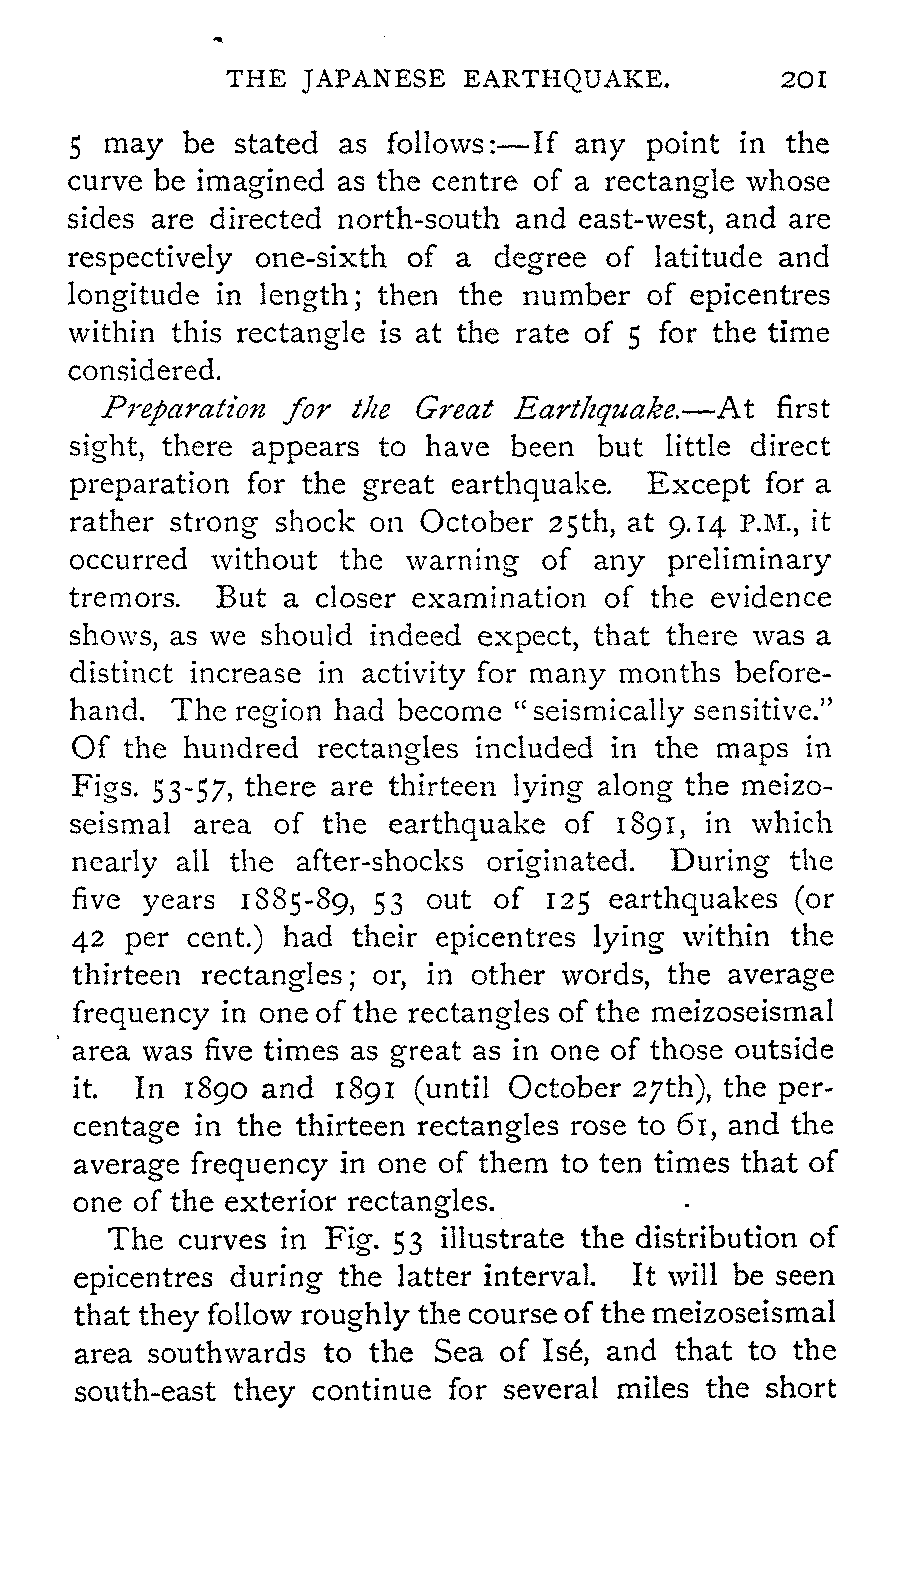 THE JAPANESE EARTHQUAKE. 201
5 may be stated as follows:—If any point in the
curve be imagined as the centre of a rectangle whose
sides are directed north-south and east-west, and are
respectively one-sixth of a degree of latitude and
longitude in length; then the number of epicentres
within this rectangle is at the rate of 5 for the time
considered.
Preparation for the Great Earthquake.—At first
sight, there appears to have been but little direct
preparation for the great earthquake. Except for a
rather strong shock on October 25th, at 9.14 P.M., it
occurred without the warning of any preliminary
tremors. But a closer examination of the evidence
shows, as we should indeed expect, that there was a
distinct increase in activity for many months before-
hand. The region had become "seismically sensitive."
Of the hundred rectangles included in the maps in
Figs. 53-57, there are thirteen lying along the meizo-
seismal area of the earthquake of 1891, in which
nearly all the after-shocks originated. During the
five years 1885-89, 53 out of 125 earthquakes (or
42 per cent.) had their epicentres lying within the
thirteen rectangles; or, in other words, the average
frequency in one of the rectangles of the meizoseismal
area was five times as great as in one of those outside
it. In 1890 and 1891 (until October 27th), the per-
centage in the thirteen rectangles rose to 61, and the
average frequency in one of them to ten times that of
one of the exterior rectangles.
The curves in Fig. 53 illustrate the distribution of
epicentres during the latter interval. It will be seen
that they follow roughly the course of the meizoseismal
area southwards to the Sea of Isé, and that to the
south-east they continue for several miles the short